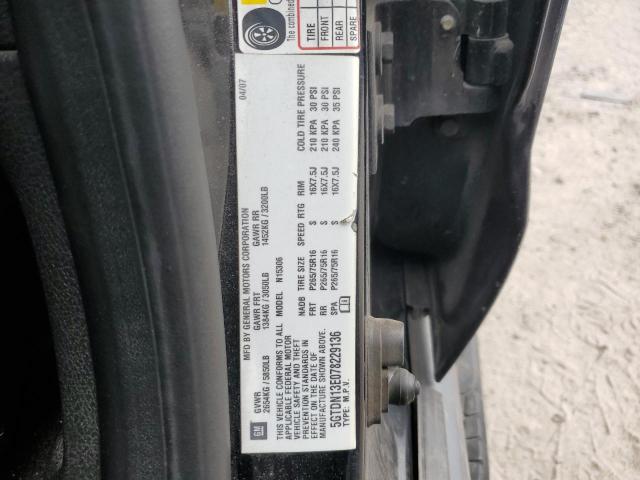 The combined
TIRE
FRONT
REAR
SPARE
MFD BY GENERAL MOTORS CORPORATION 04/07
GVWR GAWR FRT GAWR RR
2654KG / 5850LB 1384KG / 3050LB 1452KG / 3200LB
GM
THIS VEHICLE CONFORMS TO ALL
APPLICABLE FEDERAL MOTOR
VEHICLE SAFETY AND THEFT
PREVENTION STANDARDS IN
EFFECT ON THE DATE OF
MANUFACTURE SHOWN ABOVE.
5GTDN13E078229136
TYPE: M.P.V.
MODEL N15306
NADB TIRE SIZE SPEED RTG RIM COLD TIRE PRESSURE
FRT P265/75R16 S 16X7.5J 210 KPA 30 PSI
RR P265/75R16 S 16X7.5J 210 KPA 30 PSI
SPA P265/75R16 S 16X7.5J 240 KPA 35 PSI